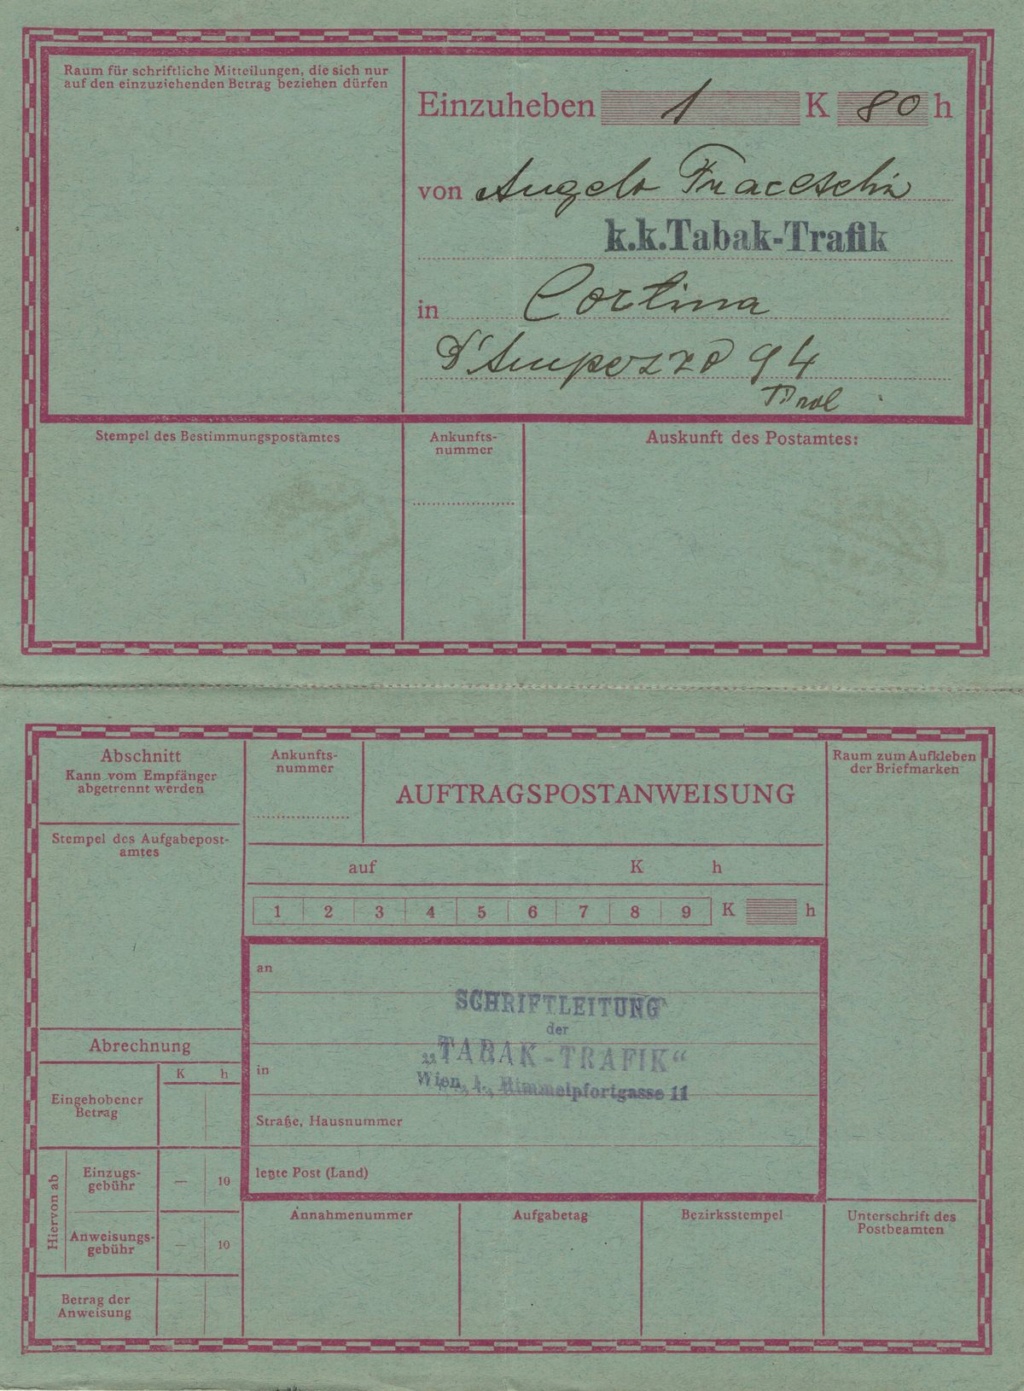 Raum für schriftliche Mitteilungen, die sich nur
auf den einzuziehenden Betrag beziehen dürfen
Einzuheben 1 K 80 h
von Angelo
k.k.Tabak-Trafik
in Cortina
d'Ampezzo 94
Tirol
Stempel des Bestimmungspostamtes
Ankunfts-
nummer
Auskunft des Postamtes:
Abschnitt
Kann vom Empfänger
abgetrennt werden
Stempel des Aufgabepost-
amtes
Ankunfts-
nummer
AUFTRAGSPOSTANWEISUNG
Raum zum Aufkleben
der Briefmarken
auf K h
1 2 3 4 5 6 7 8 9 K h
an
SCHRIFTLEITUNG
der
„TABAK-TRAFIK“
in
Wien, I., Himmelpfortgasse 11
Straße, Hausnummer
letzte Post (Land)
Abrechnung
K h
Eingehobener
Betrag
Hiervon ab
Einzugs-
gebühr — 10
Anweisungs-
gebühr — 10
Betrag der
Anweisung
Annahmenummer
Aufgabetag
Bezirksstempel
Unterschrift des
Postbeamten